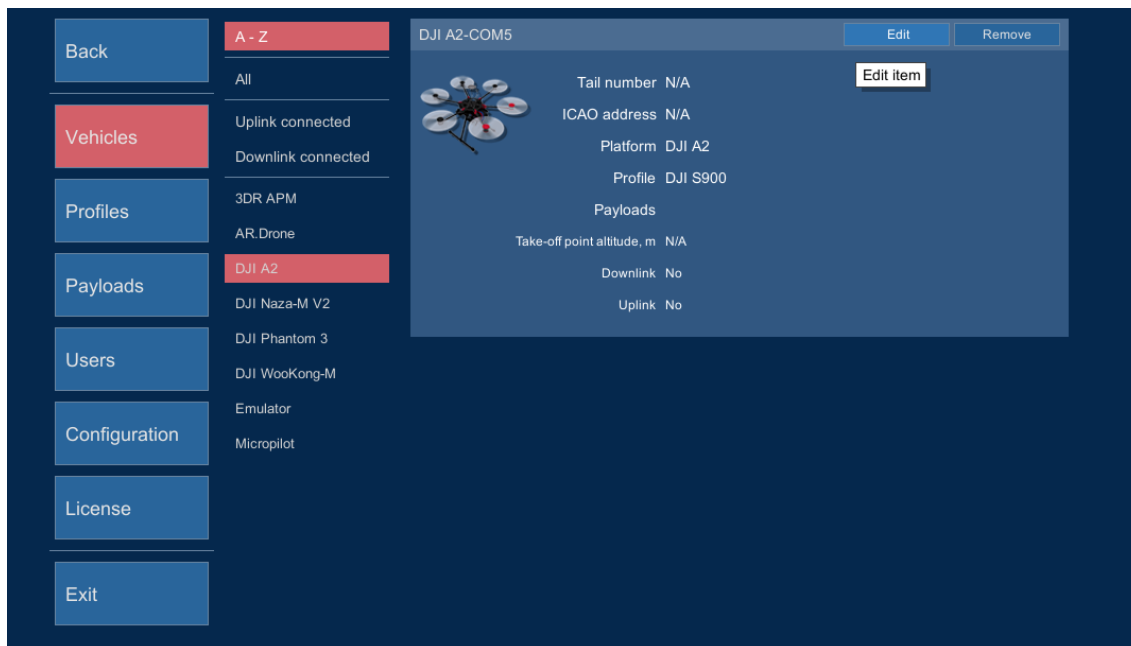 Back
Vehicles
Profiles
Payloads
Users
Configuration
License
Exit
A - Z
All
Uplink connected
Downlink connected
3DR APM
AR.Drone
DJI A2
DJI Naza-M V2
DJI Phantom 3
DJI WooKong-M
Emulator
Micropilot
DJI A2-COM5
Edit
Remove
Edit item
Tail number N/A
ICAO address N/A
Platform DJI A2
Profile DJI S900
Payloads
Take-off point altitude, m N/A
Downlink No
Uplink No